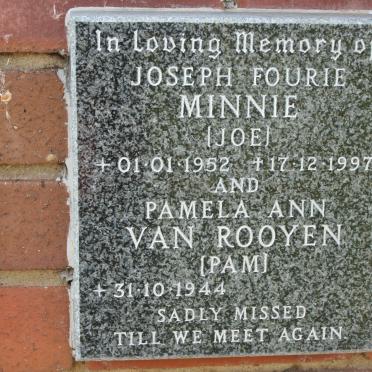 In Loving Memory of
JOSEPH FOURIE
MINNIE
[JOE]
+ 01·01·1952 †17·12·1997
AND
PAMELA ANN
VAN ROOYEN
[PAM]
+ 31·10·1944
SADLY MISSED
TILL WE MEET AGAIN